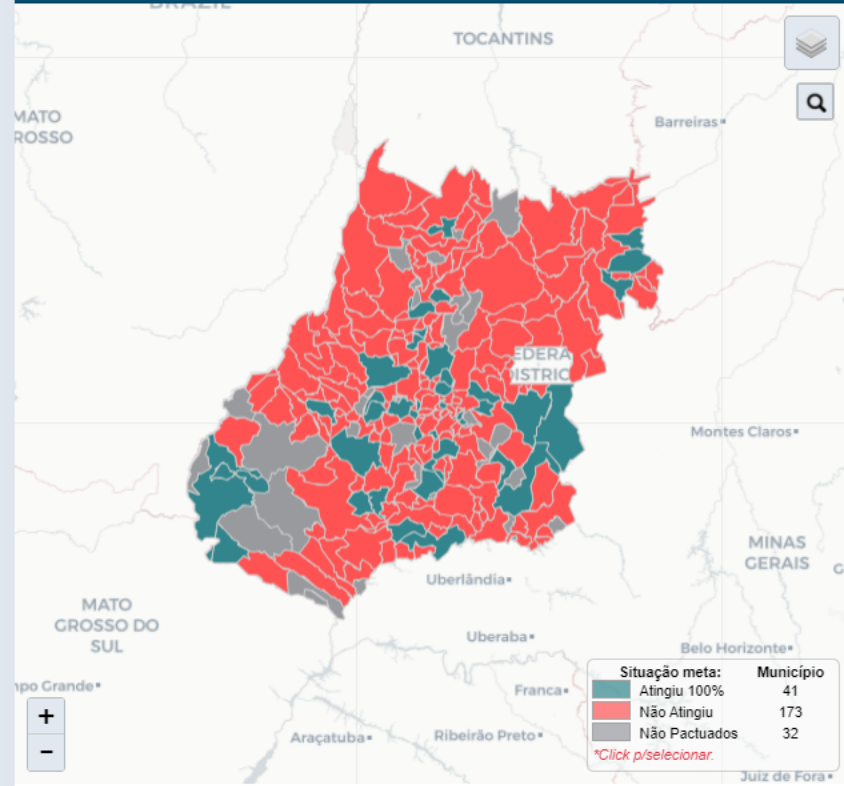 BRAZIL
TOCANTINS
MATO
ROSSO
Barreiras
EDERA
DISTRIC
Montes Claros
MINAS
GERAIS
G
Uberlândia
MATO
GROSSO DO
SUL
Uberaba
Belo Horizonte
mpo Grande
Franca
Araçatuba
Ribeirão Preto
Juiz de Fora
+
−
Situação meta: Município
Atingiu 100% 41
Não Atingiu 173
Não Pactuados 32
*Click p/selecionar.